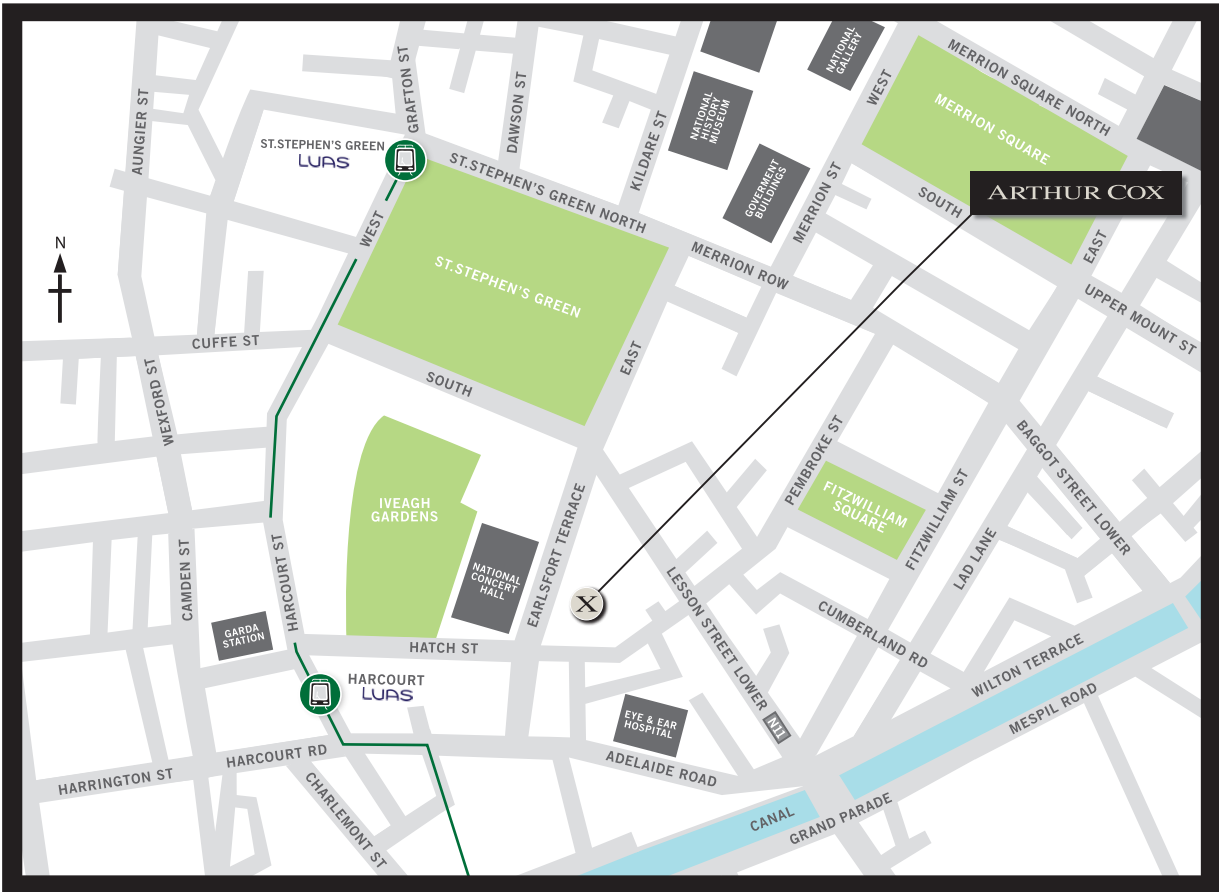 GRAFTON ST
DAWSON ST
AUNGIER ST
KILDARE ST
NATIONAL
GALLERY
WEST
MERRION SQUARE NORTH
MERRION SQUARE
NATIONAL
HISTORY
MUSEUM
ST.STEPHEN'S GREEN
LUAS
ST.STEPHEN'S GREEN NORTH
GOVERMENT
BUILDINGS
MERRION ST
SOUTH
ARTHUR COX
EAST
WEST
N
ST.STEPHEN'S GREEN
MERRION ROW
UPPER MOUNT ST
CUFFE ST
EAST
SOUTH
WEXFORD ST
PEMBROKE ST
BAGGOT STREET LOWER
IVEAGH
GARDENS
FITZWILLIAM
SQUARE
FITZWILLIAM ST
LAD LANE
EARLSFORT TERRACE
NATIONAL
CONCERT
HALL
CAMDEN ST
HARCOURT ST
X
LESSON STREET LOWER
N11
CUMBERLAND RD
GARDA
STATION
HATCH ST
WILTON TERRACE
MESPIL ROAD
HARCOURT
LUAS
EYE & EAR
HOSPITAL
HARCOURT RD
HARRINGTON ST
ADELAIDE ROAD
CHARLEMONT ST
CANAL
GRAND PARADE